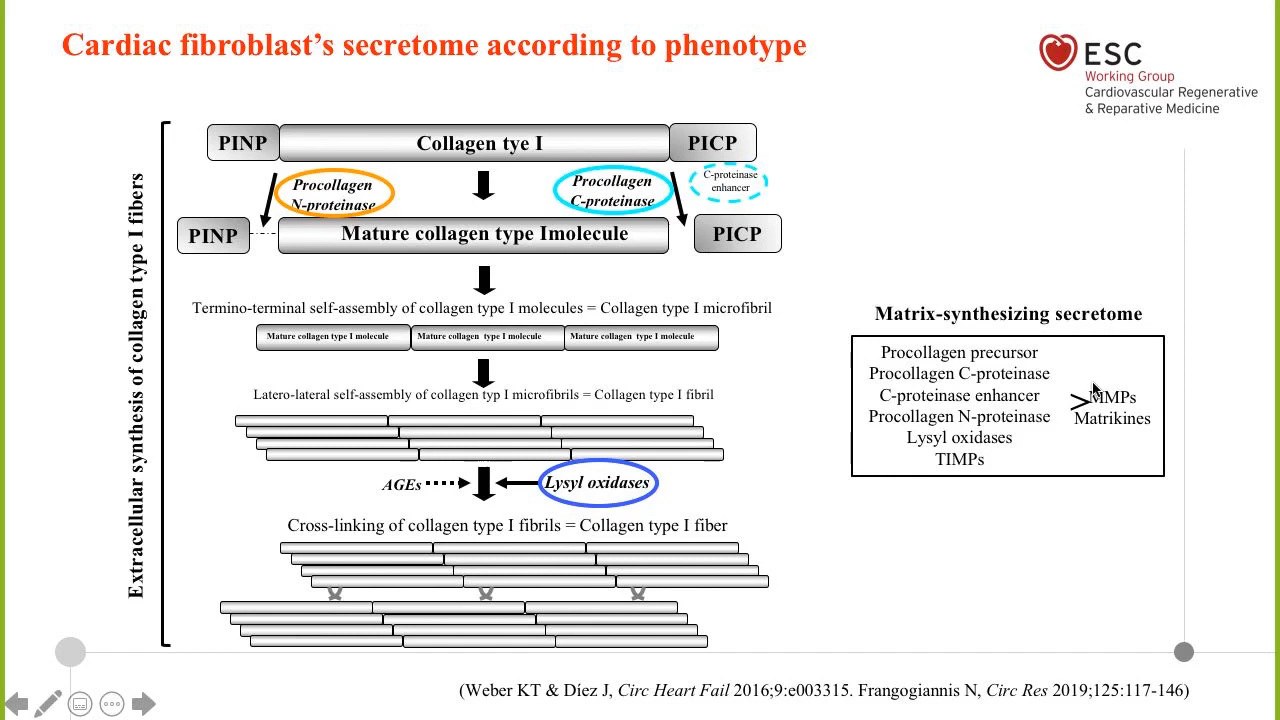 Cardiac fibroblast's secretome according to phenotype
ESC
Working Group
Cardiovascular Regenerative
& Reparative Medicine
Extracellular synthesis of collagen type I fibers
PINP
Collagen tye I
PICP
Procollagen
N-proteinase
Procollagen
C-proteinase
C-proteinase
enhancer
PINP
Mature collagen type Imolecule
PICP
Termino-terminal self-assembly of collagen type I molecules = Collagen type I microfibril
Mature collagen type I molecule
Mature collagen type I molecule
Mature collagen type I molecule
Latero-lateral self-assembly of collagen typ I microfibrils = Collagen type I fibril
AGEs
Lysyl oxidases
Cross-linking of collagen type I fibrils = Collagen type I fiber
Matrix-synthesizing secretome
Procollagen precursor
Procollagen C-proteinase
C-proteinase enhancer
Procollagen N-proteinase
Lysyl oxidases
TIMPs
>
MMPs
Matrikines
(Weber KT & Díez J, Circ Heart Fail 2016;9:e003315. Frangogiannis N, Circ Res 2019;125:117-146)